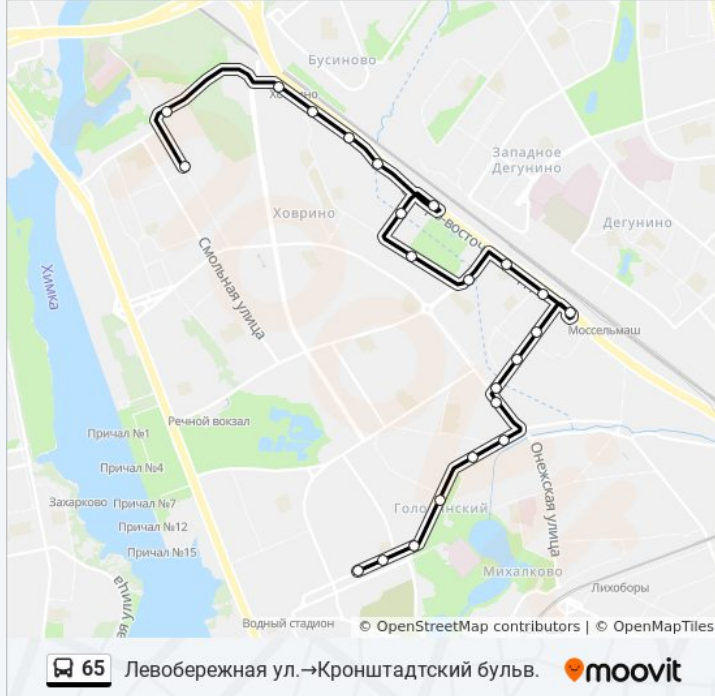 Бусиново
Западное
Дегунино
Ховрино
Дегунино
Химка
Смольная улица
Моссельмаш
Речной вокзал
Причал №1
Причал №4
Захарково
Причал №7
Причал №12
Причал №15
Онежская улица
Михалково
Лихоборы
Водный стадион
© OpenStreetMap contributors | © OpenMapTiles
65
Левобережная ул.→Кронштадтский бульв.
moovit